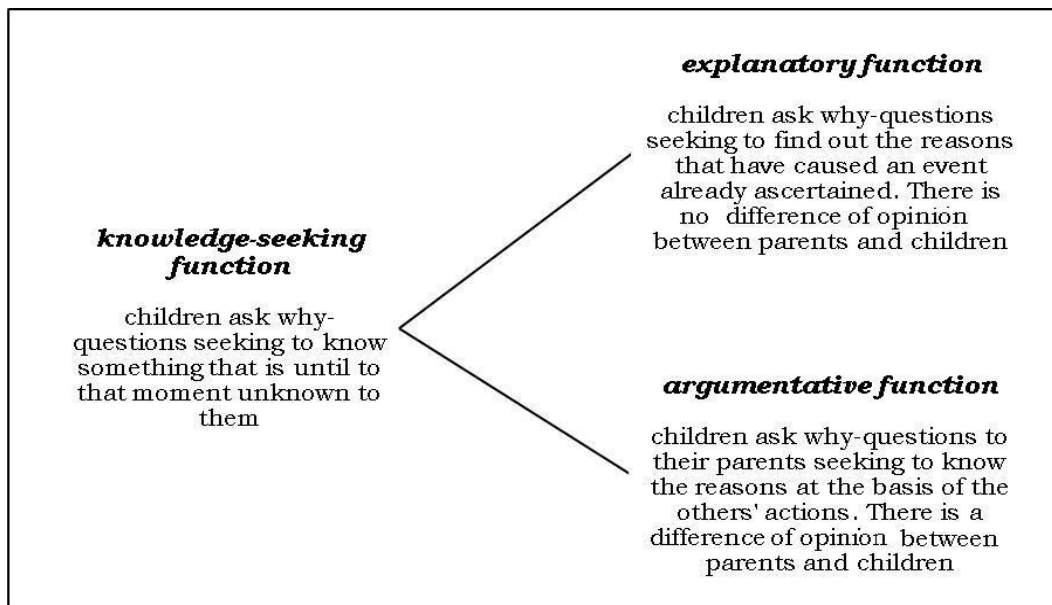 explanatory function
children ask why-questions
seeking to find out the reasons
that have caused an event
already ascertained. There is
no difference of opinion
between parents and children
knowledge-seeking
function
children ask why-
questions seeking to know
something that is until to
that moment unknown to
them
argumentative function
children ask why-questions to
their parents seeking to know
the reasons at the basis of the
others' actions. There is a
difference of opinion between
parents and children